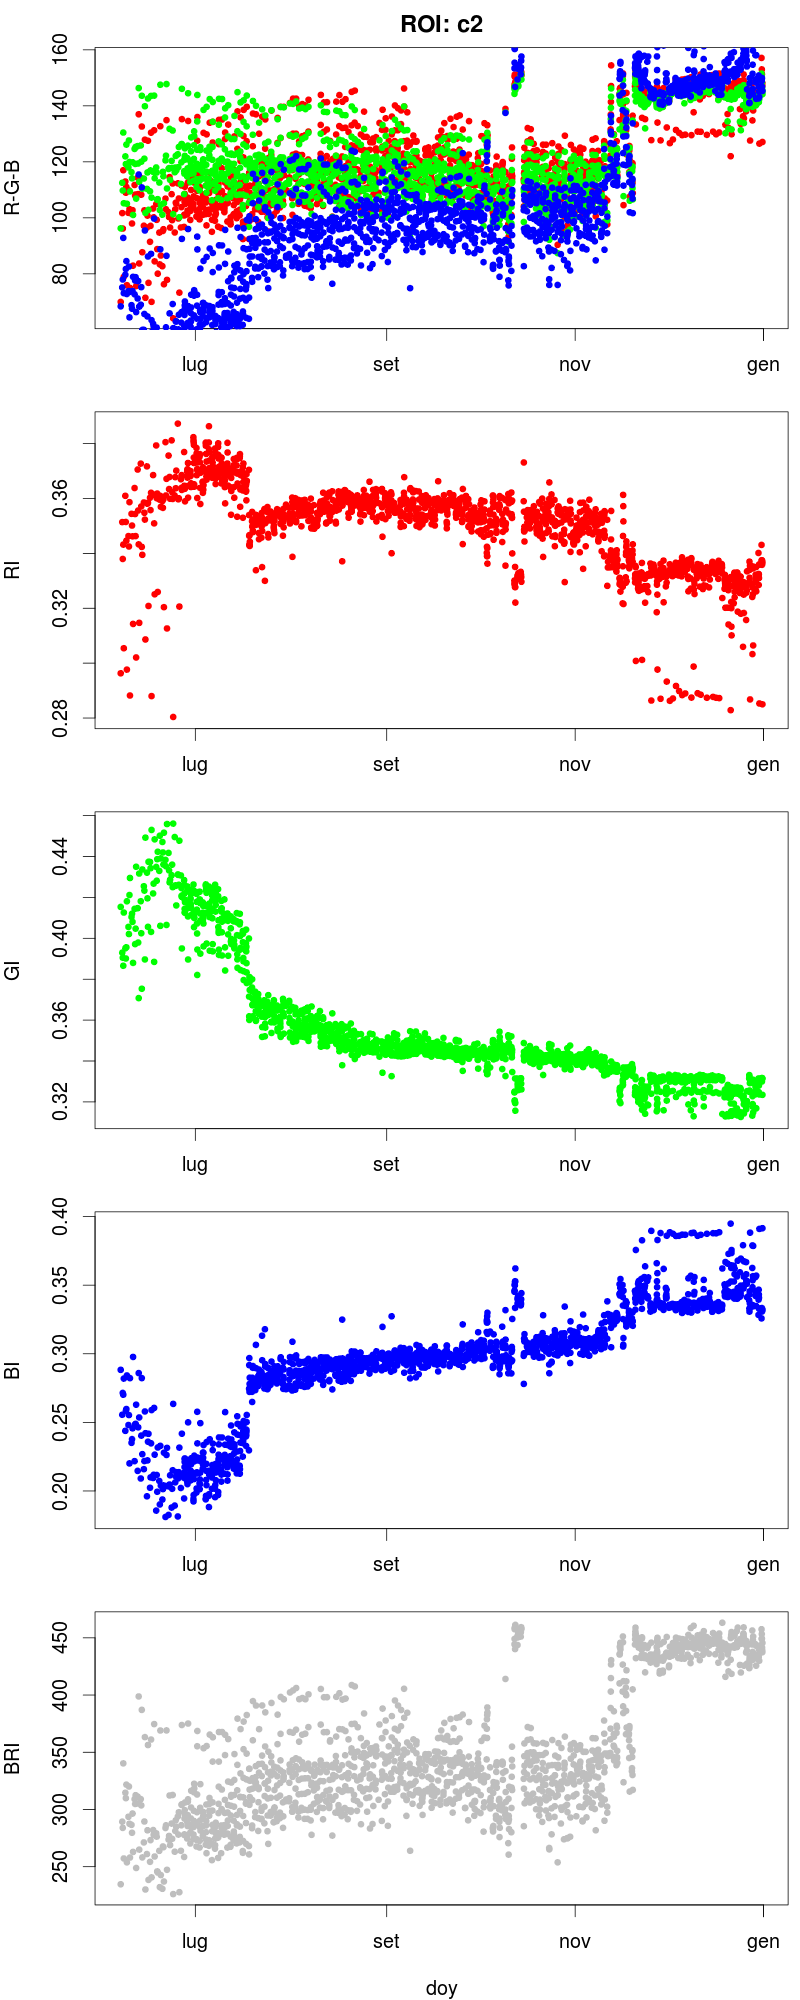 ROI: c2
R-G-B
160
140
120
100
80
lug set nov gen
RI
0.36
0.32
0.28
lug set nov gen
GI
0.44
0.40
0.36
0.32
lug set nov gen
BI
0.40
0.35
0.30
0.25
0.20
lug set nov gen
BRI
450
400
350
300
250
lug set nov gen
doy